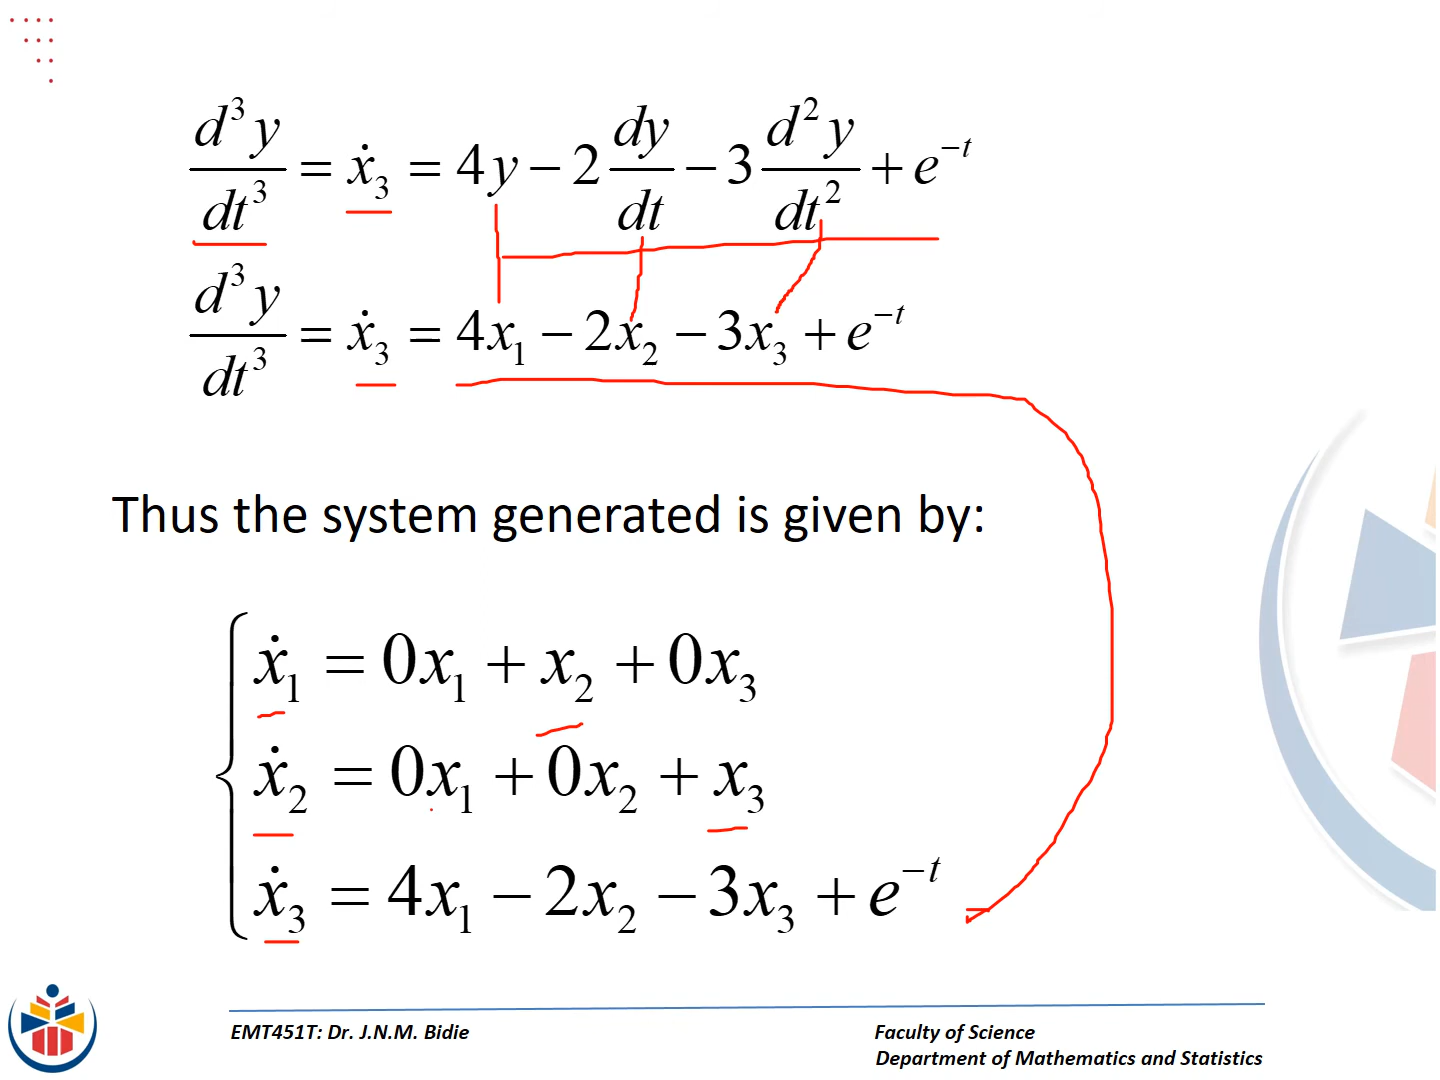 d³y/dt³ = ẋ₃ = 4y − 2 dy/dt − 3 d²y/dt² + e⁻ᵗ
d³y/dt³ = ẋ₃ = 4x₁ − 2x₂ − 3x₃ + e⁻ᵗ
Thus the system generated is given by:
ẋ₁ = 0x₁ + x₂ + 0x₃
ẋ₂ = 0x₁ + 0x₂ + x₃
ẋ₃ = 4x₁ − 2x₂ − 3x₃ + e⁻ᵗ
EMT451T: Dr. J.N.M. Bidie
Faculty of Science
Department of Mathematics and Statistics